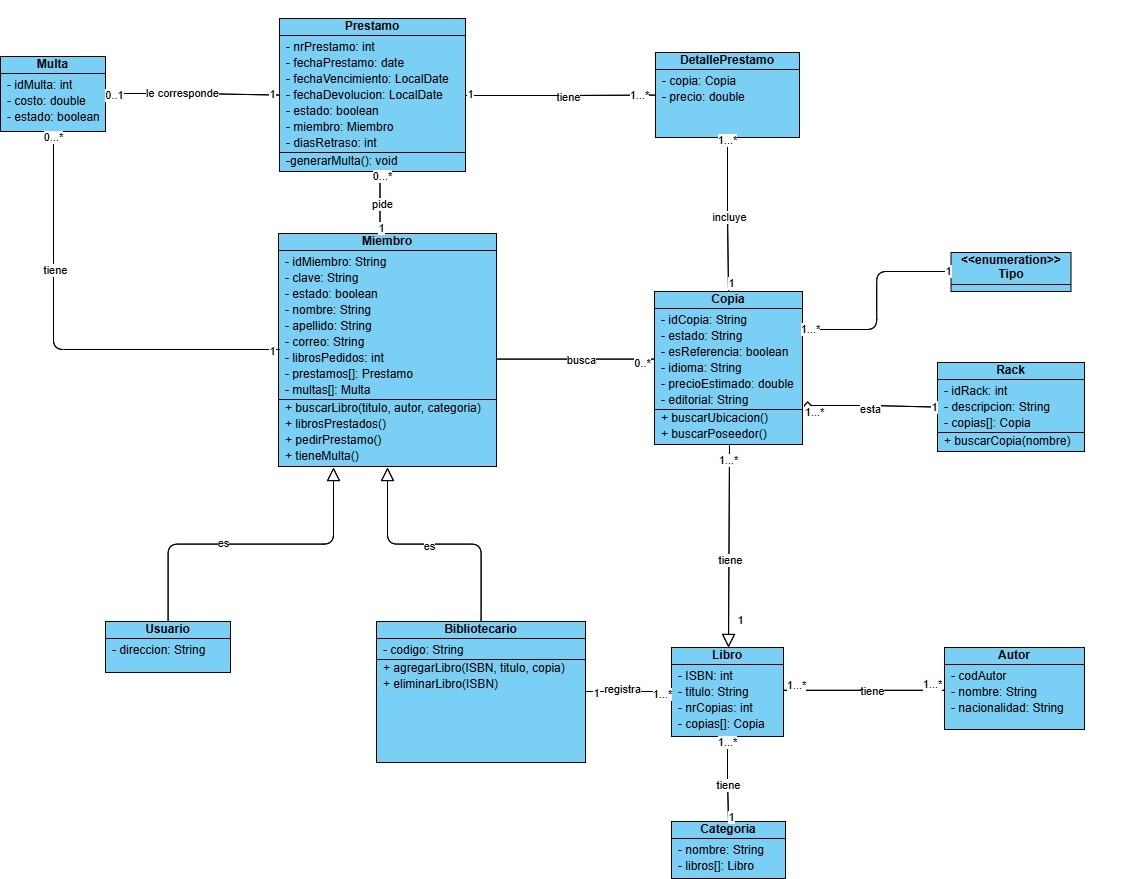 Prestamo
- nrPrestamo: int
- fechaPrestamo: date
- fechaVencimiento: LocalDate
- fechaDevolucion: LocalDate
- estado: boolean
- miembro: Miembro
- diasRetraso: int
-generarMulta(): void
Multa
- idMulta: int
- costo: double
- estado: boolean
0..1
le corresponde
1
1
tiene
1...*
DetallePrestamo
- copia: Copia
- precio: double
0...*
tiene
1
0...*
pide
1
1...*
incluye
1
Miembro
- idMiembro: String
- clave: String
- estado: boolean
- nombre: String
- apellido: String
- correo: String
- librosPedidos: int
- prestamos[]: Prestamo
- multas[]: Multa
+ buscarLibro(titulo, autor, categoria)
+ librosPrestados()
+ pedirPrestamo()
+ tieneMulta()
busca
0..*
Copia
- idCopia: String
- estado: String
- esReferencia: boolean
- idioma: String
- precioEstimado: double
- editorial: String
+ buscarUbicacion()
+ buscarPoseedor()
1...*
1
<<enumeration>>
Tipo
1...*
esta
1
Rack
- idRack: int
- descripcion: String
- copias[]: Copia
+ buscarCopia(nombre)
es
es
1...*
tiene
1
Usuario
- direccion: String
Bibliotecario
- codigo: String
+ agregarLibro(ISBN, titulo, copia)
+ eliminarLibro(ISBN)
1
registra
1...*
Libro
- ISBN: int
- titulo: String
- nrCopias: int
- copias[]: Copia
1...*
tiene
1...*
Autor
- codAutor
- nombre: String
- nacionalidad: String
1...*
tiene
1
Categoria
- nombre: String
- libros[]: Libro